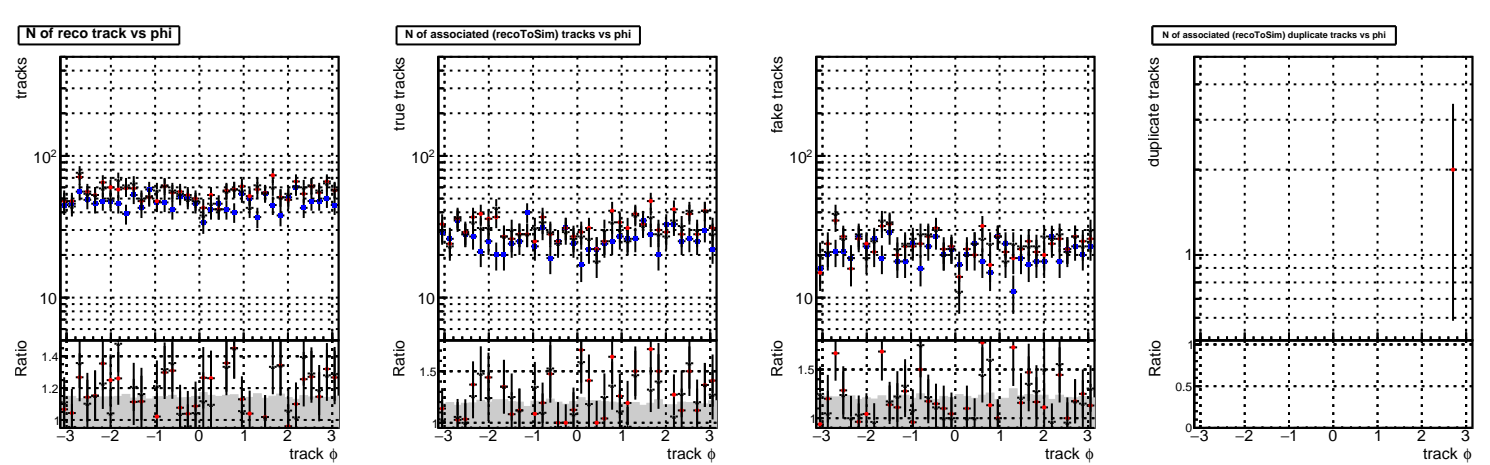 N of reco track vs phi
tracks
10²
10
Ratio
1.4
1.2
1
−3 −2 −1 0 1 2 3
track ϕ
N of associated (recoToSim) tracks vs phi
true tracks
10²
10
Ratio
1.5
1
−3 −2 −1 0 1 2 3
track ϕ
fake tracks
10²
10
Ratio
1.5
1
−3 −2 −1 0 1 2 3
track ϕ
N of associated (recoToSim) duplicate tracks vs phi
duplicate tracks
1
Ratio
1
0.5
0
−3 −2 −1 0 1 2 3
track ϕ